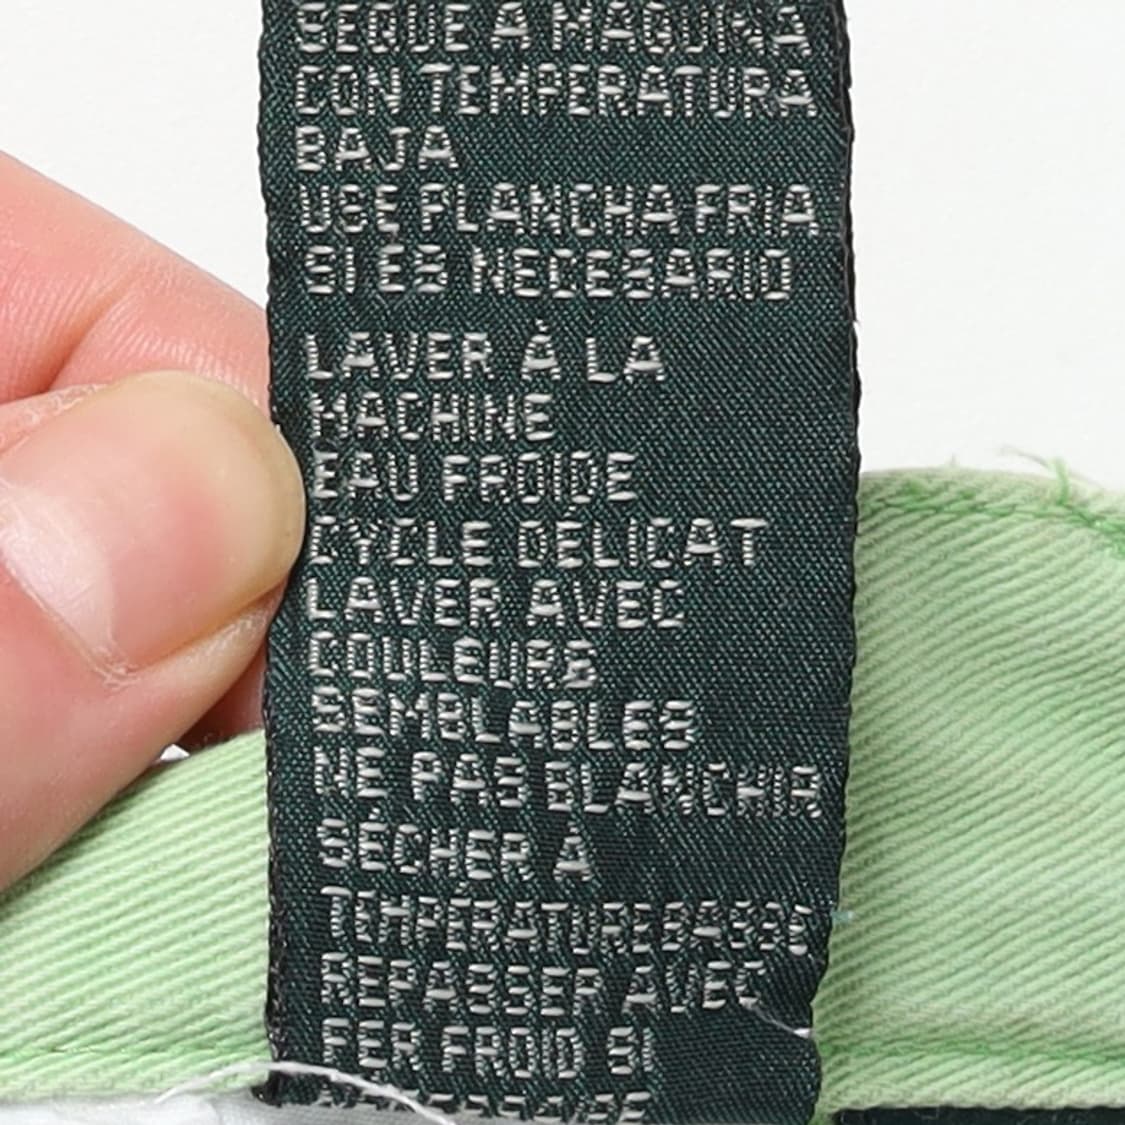 SEQUE A MAQUINA
CON TEMPERATURA
BAJA
USE PLANCHA FRIA
SI ES NECESARIO
LAVER À LA
MACHINE
EAU FROIDE
CYCLE DÉLICAT
LAVER AVEC
COULEURS
SEMBLABLES
NE PAS BLANCHIR
SÉCHER À
TEMPÉRATURE BASSE
REPASSER AVEC
FER FROID SI